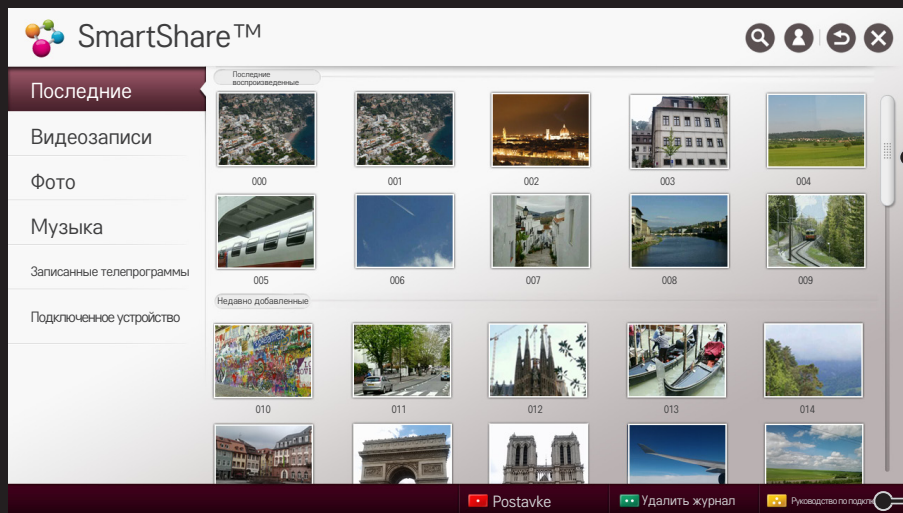 SmartShare™
Последние
Видеозаписи
Фото
Музыка
Записанные телепрограммы
Подключенное устройство
Последние
воспроизведенные
000 001 002 003 004
005 006 007 008 009
Недавно добавленные
010 011 012 013 014
Postavke Удалить журнал Руководство по